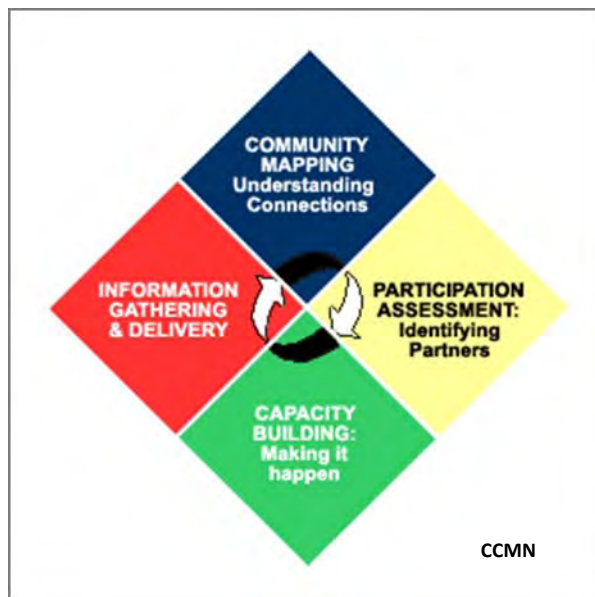 COMMUNITY
MAPPING
Understanding
Connections
INFORMATION
GATHERING
& DELIVERY
PARTICIPATION
ASSESSMENT:
Identifying
Partners
CAPACITY
BUILDING:
Making it
happen
CCMN